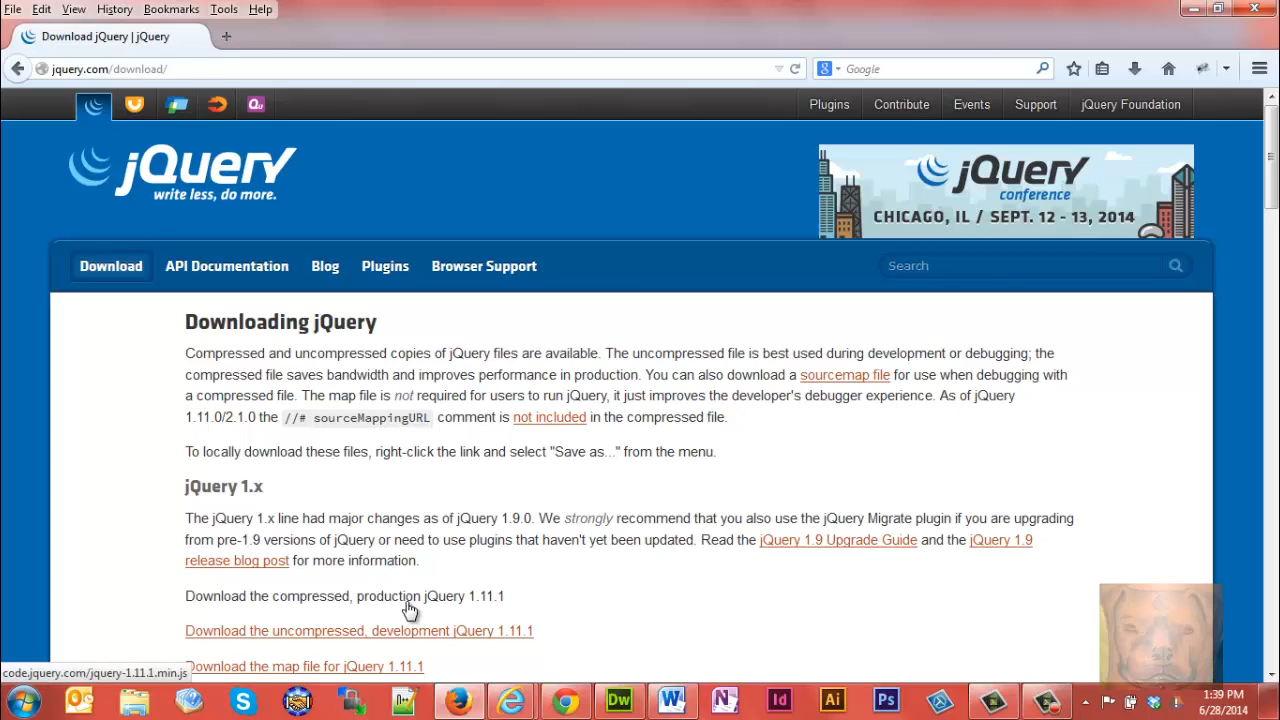 File Edit View History Bookmarks Tools Help
Download jQuery | jQuery
jquery.com/download/
Google
Qu
Plugins Contribute Events Support jQuery Foundation
jQuery
write less, do more.
jQuery
conference
CHICAGO, IL / SEPT. 12 - 13, 2014
Download API Documentation Blog Plugins Browser Support Search
Downloading jQuery
Compressed and uncompressed copies of jQuery files are available. The uncompressed file is best used during development or debugging; the
compressed file saves bandwidth and improves performance in production. You can also download a sourcemap file for use when debugging with
a compressed file. The map file is not required for users to run jQuery, it just improves the developer's debugger experience. As of jQuery
1.11.0/2.1.0 the //# sourceMappingURL comment is not included in the compressed file.
To locally download these files, right-click the link and select "Save as..." from the menu.
jQuery 1.x
The jQuery 1.x line had major changes as of jQuery 1.9.0. We strongly recommend that you also use the jQuery Migrate plugin if you are upgrading
from pre-1.9 versions of jQuery or need to use plugins that haven't yet been updated. Read the jQuery 1.9 Upgrade Guide and the jQuery 1.9
release blog post for more information.
Download the compressed, production jQuery 1.11.1
Download the uncompressed, development jQuery 1.11.1
Download the map file for jQuery 1.11.1
code.jquery.com/jquery-1.11.1.min.js
Dw W N Id Ai Ps
1:39 PM
6/28/2014